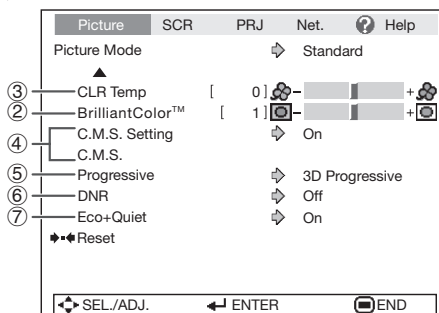 Picture SCR PRJ Net. ? Help
Picture Mode Standard
③ CLR Temp [ 0] − +
② BrilliantColor™ [ 1] − +
④ C.M.S. Setting On
C.M.S.
⑤ Progressive 3D Progressive
⑥ DNR Off
⑦ Eco+Quiet On
Reset
SEL./ADJ. ENTER END